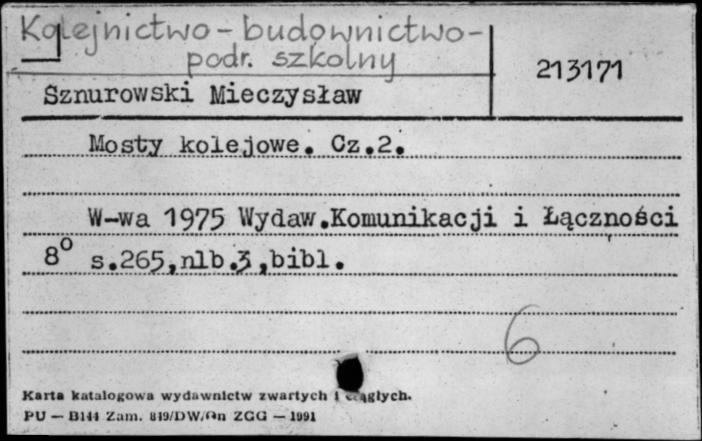 Kolejnictwo - budownictwo -
podr. szkolny
213171
Sznurowski Mieczysław
Mosty kolejowe. Cz.2.
W-wa 1975 Wydaw.Komunikacji i Łączności
8° s.265,nlb.3,bibl.
6
Karta katalogowa wydawnictw zwartych i ciągłych.
PU — B144 Zam. 819/DW/An ZGG — 1991